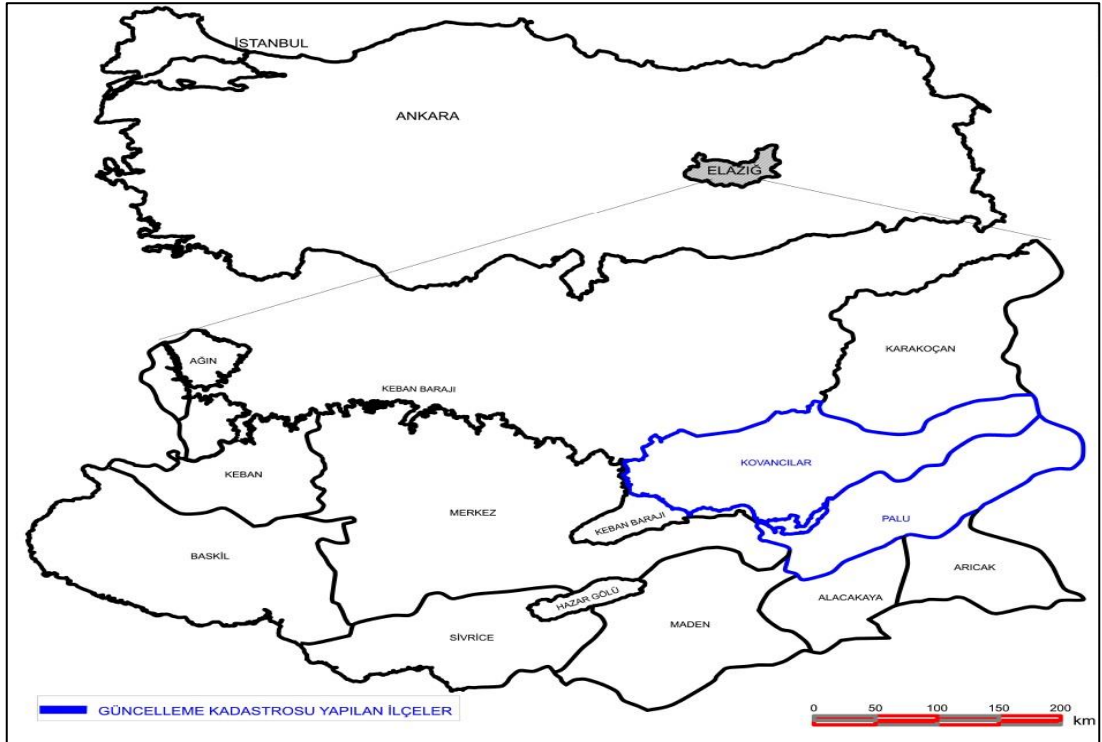 İSTANBUL
ANKARA
ELAZIĞ
KARAKOÇAN
AĞIN
KEBAN BARAJI
KOVANCILAR
KEBAN
MERKEZ
KEBAN BARAJI
PALU
BASKİL
ARICAK
ALACAKAYA
HAZAR GÖLÜ
MADEN
SİVRİCE
GÜNCELLEME KADASTROSU YAPILAN İLÇELER
0 50 100 150 200
km